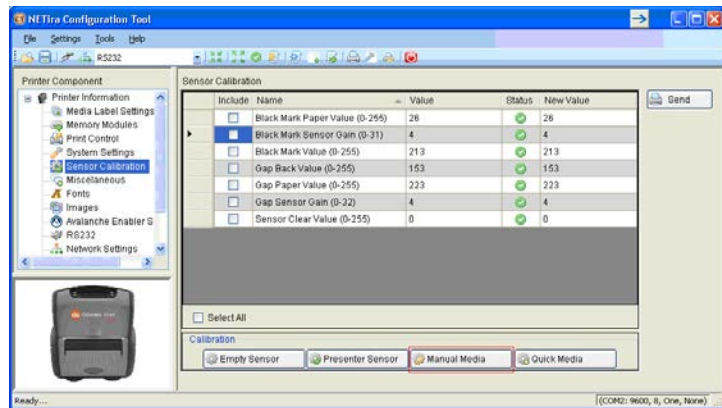 NETira Configuration Tool
File Settings Tools Help
RS232
Printer Component
Printer Information
Media Label Settings
Memory Modules
Print Control
System Settings
Sensor Calibration
Miscellaneous
Fonts
Images
Avalanche Enabler S
RS232
Network Settings
Sensor Calibration
Include Name Value Status New Value
Black Mark Paper Value (0-255) 26 26
Black Mark Sensor Gain (0-31) 4 4
Black Mark Value (0-255) 213 213
Gap Back Value (0-255) 153 153
Gap Paper Value (0-255) 223 223
Gap Sensor Gain (0-32) 4 4
Sensor Clear Value (0-255) 0 0
Select All
Calibration
Empty Sensor Presenter Sensor Manual Media Quick Media
Send
Ready...
(COM2: 9600, 8, One, None)